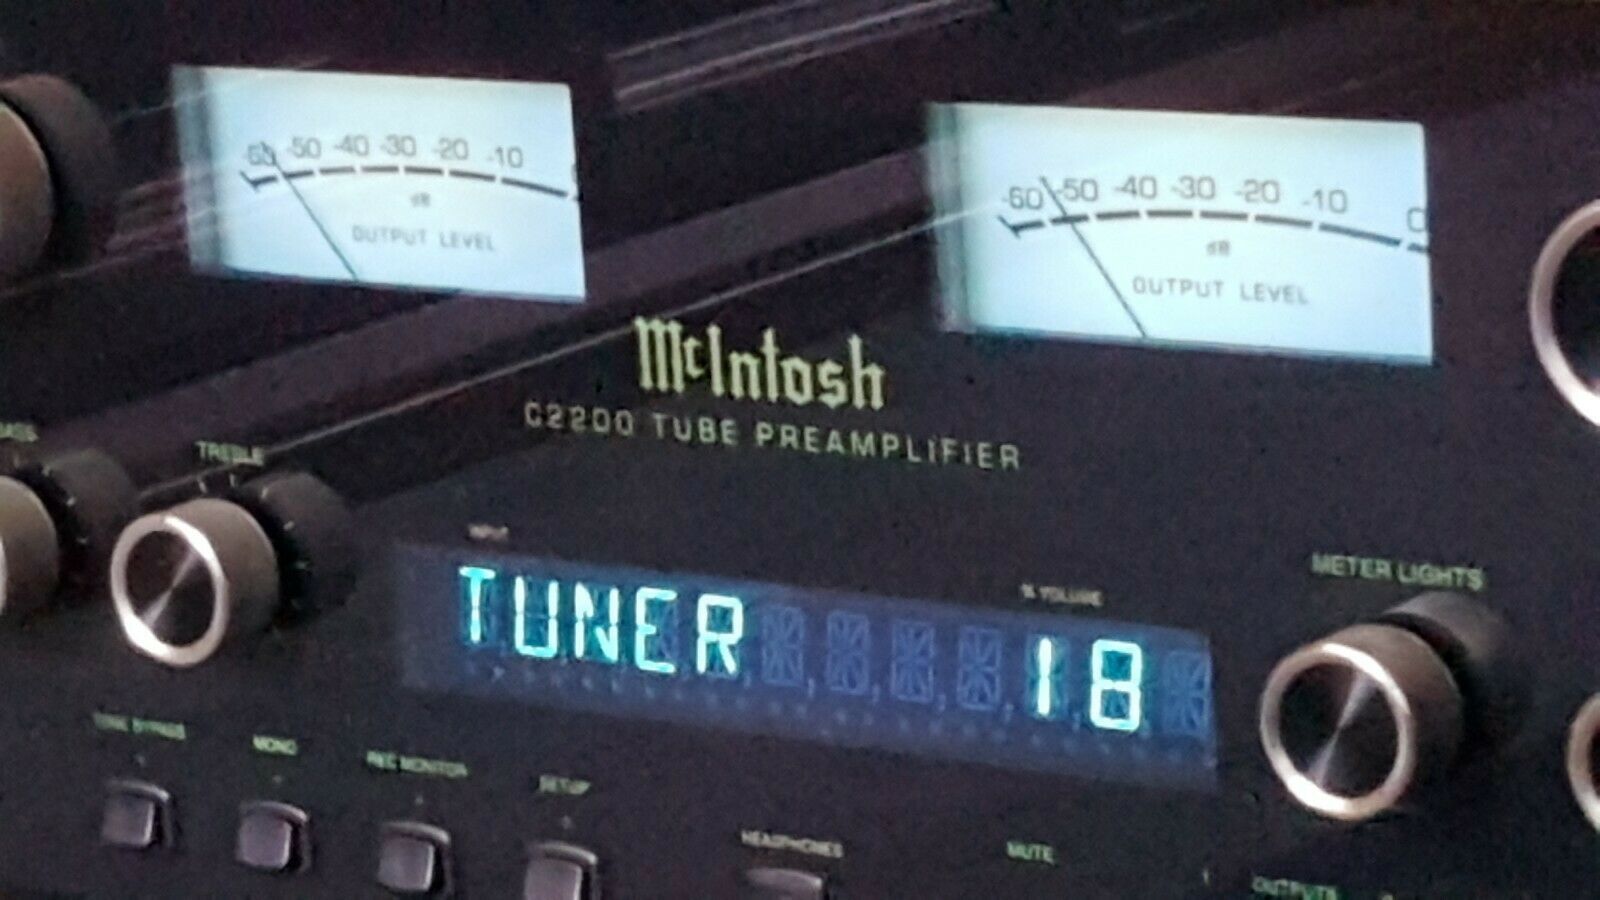 -60 -50 -40 -30 -20 -10
dB
OUTPUT LEVEL
-60 -50 -40 -30 -20 -10 0
dB
OUTPUT LEVEL
McIntosh
C2200 TUBE PREAMPLIFIER
BASS
TREBLE
INPUT
% VOLUME
METER LIGHTS
TUNER 18
TONE BYPASS
MONO
REC MONITOR
SETUP
HEADPHONES
MUTE
OUTPUTS